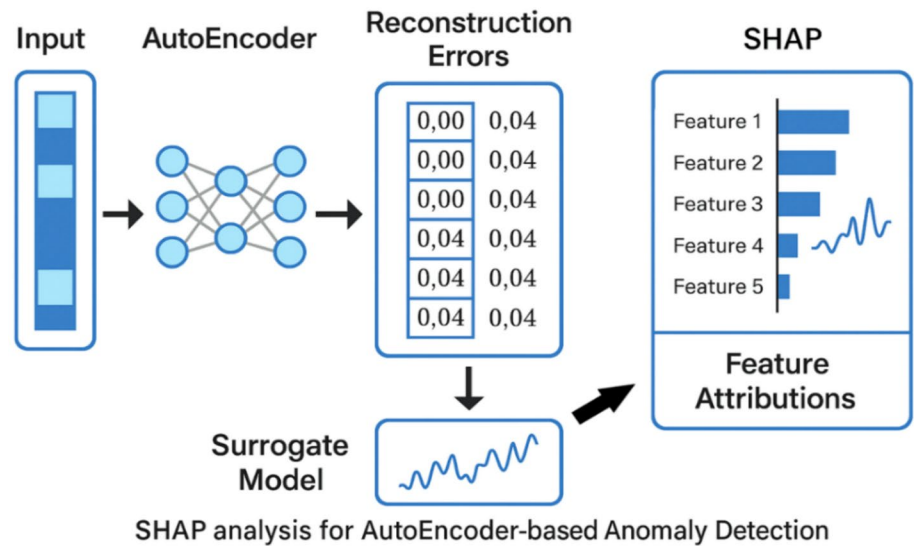 Input
AutoEncoder
Reconstruction
Errors
SHAP
0,00 0,04
0,00 0,04
0,00 0,04
0,04 0,04
0,04 0,04
0,04 0,04
Feature 1
Feature 2
Feature 3
Feature 4
Feature 5
Feature
Attributions
Surrogate
Model
SHAP analysis for AutoEncoder-based Anomaly Detection